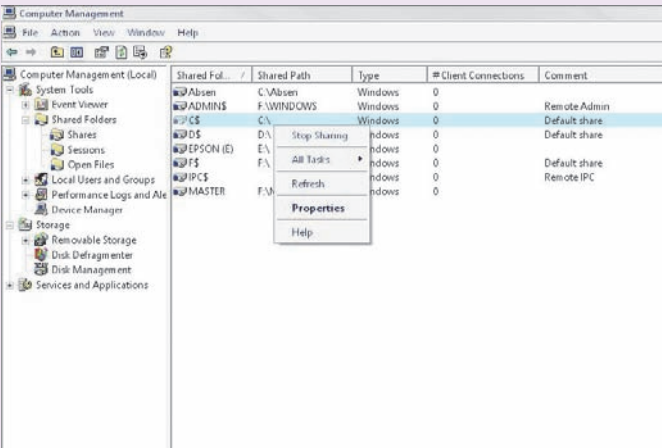 Computer Management
File Action View Window Help
Computer Management (Local)
System Tools
Event Viewer
Shared Folders
Shares
Sessions
Open Files
Local Users and Groups
Performance Logs and Ale
Device Manager
Storage
Removable Storage
Disk Defragmenter
Disk Management
Services and Applications
Shared Fol... / Shared Path Type # Client Connections Comment
Absen C:\Absen Windows 0
ADMIN$ F:\WINDOWS Windows 0 Remote Admin
C$ C:\ Windows 0 Default share
D$ D:\ ndows 0 Default share
EPSON (E) E:\ ndows 0
F$ F:\ ndows 0 Default share
IPC$ ndows 0 Remote IPC
MASTER F:\M ndows 0
Stop Sharing
All Tasks
Refresh
Properties
Help